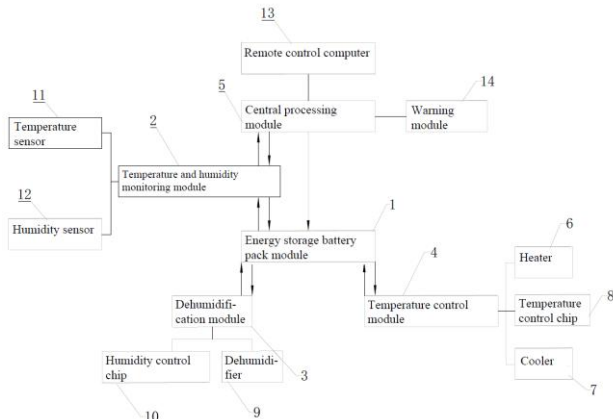 13
Remote control computer
5
14
Central processing
module
Warning
module
11
Temperature
sensor
2
Temperature and humidity
monitoring module
12
Humidity sensor
1
Energy storage battery
pack module
4
6
Heater
Dehumidifi-
cation module
Temperature control
module
Temperature
control chip
8
Humidity control
chip
Dehumidi-
fier
3
Cooler
7
10
9